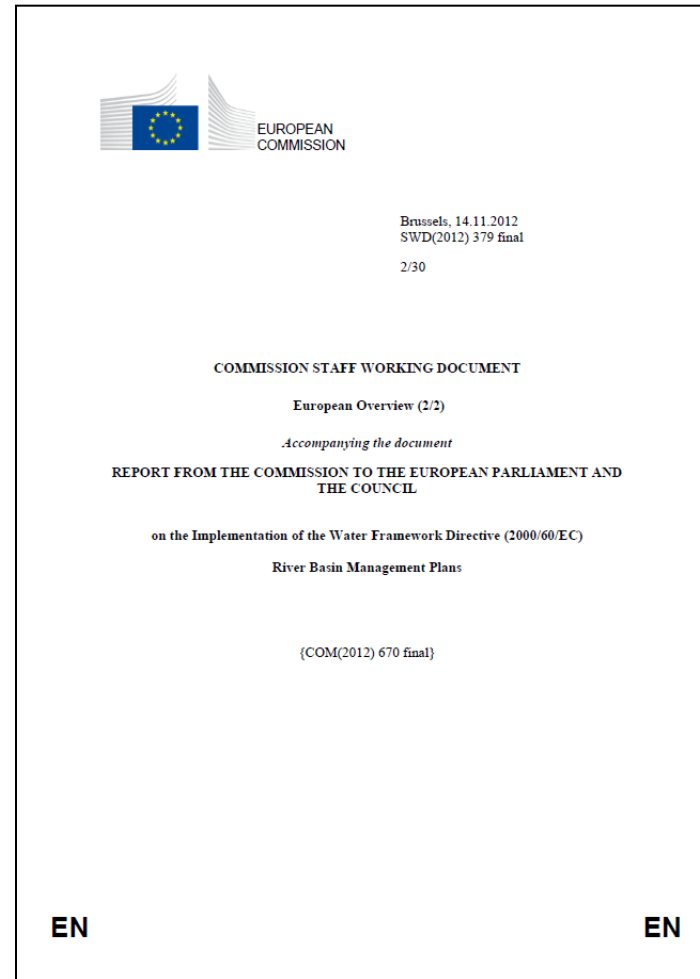 EUROPEAN
COMMISSION
Brussels, 14.11.2012
SWD(2012) 379 final
2/30
COMMISSION STAFF WORKING DOCUMENT
European Overview (2/2)
Accompanying the document
REPORT FROM THE COMMISSION TO THE EUROPEAN PARLIAMENT AND
THE COUNCIL
on the Implementation of the Water Framework Directive (2000/60/EC)
River Basin Management Plans
{COM(2012) 670 final}
EN EN